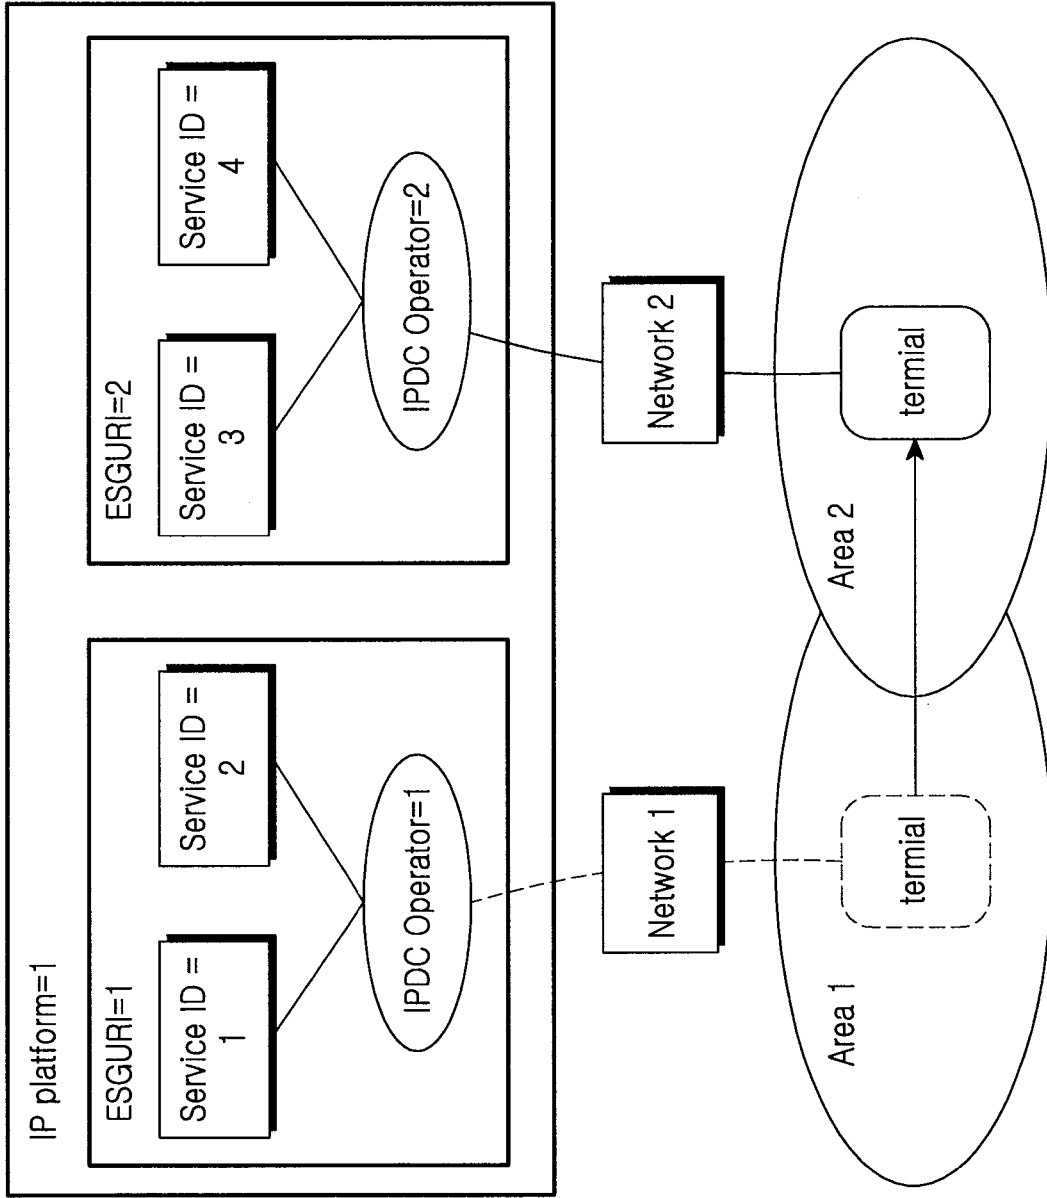 IP platform=1
ESGURI=1
Service ID =
1
Service ID =
2
IPDC Operator=1
ESGURI=2
Service ID =
3
Service ID =
4
IPDC Operator=2
Network 1
Network 2
Area 1
termial
Area 2
termial